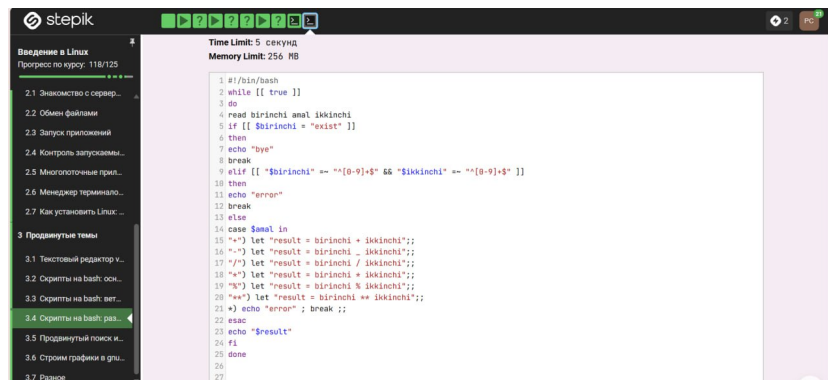 stepik
2
PC
21
Введение в Linux
Прогресс по курсу: 118/125
2.1 Знакомство с сервер...
2.2 Обмен файлами
2.3 Запуск приложений
2.4 Контроль запускаемы...
2.5 Многопоточные прил...
2.6 Менеджер терминало...
2.7 Как установить Linux: ...
3 Продвинутые темы
3.1 Текстовый редактор v...
3.2 Скрипты на bash: осн...
3.3 Скрипты на bash: вет...
3.4 Скрипты на bash: раз...
3.5 Продвинутый поиск и...
3.6 Строим графики в gnu...
3.7 Разное
Time Limit: 5 секунд
Memory Limit: 256 MB
1 #!/bin/bash
2 while [[ true ]]
3 do
4 read birinchi amal ikkinchi
5 if [[ $birinchi = "exist" ]]
6 then
7 echo "bye"
8 break
9 elif [[ "$birinchi" =~ "^[0-9]+$" && "$ikkinchi" =~ "^[0-9]+$" ]]
10 then
11 echo "error"
12 break
13 else
14 case $amal in
15 "+") let "result = birinchi + ikkinchi";;
16 "-") let "result = birinchi _ ikkinchi";;
17 "/") let "result = birinchi / ikkinchi";;
18 "*") let "result = birinchi * ikkinchi";;
19 "%") let "result = birinchi % ikkinchi";;
20 "**") let "result = birinchi ** ikkinchi";;
21 *) echo "error" ; break ;;
22 esac
23 echo "$result"
24 fi
25 done
26
27